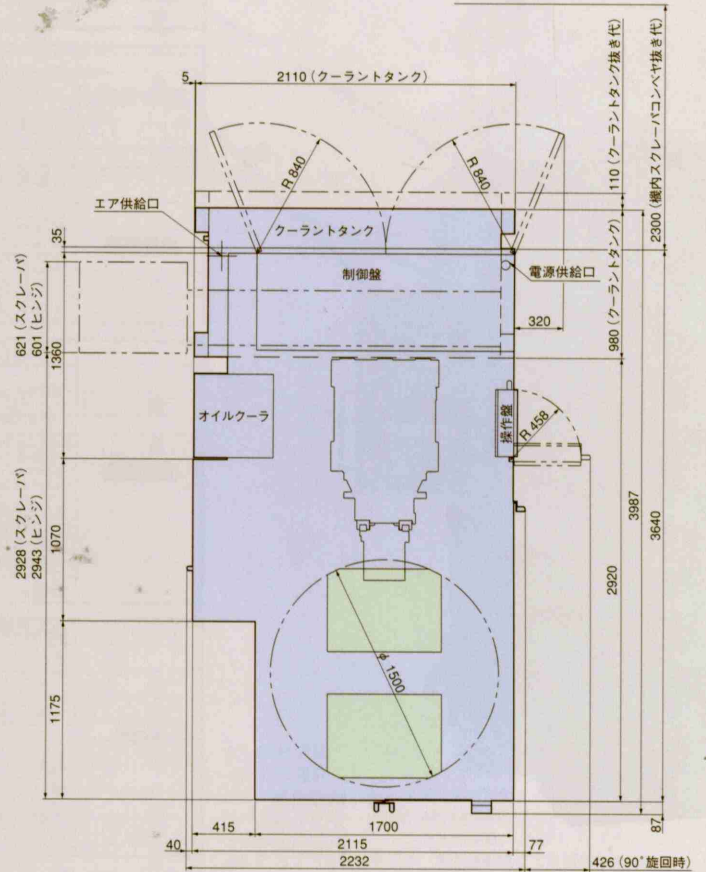 5
2110 (クーラントタンク)
110 (クーラントタンク抜き代)
2300 (機内スクレーパコンベヤ抜き代)
R 840
R 840
エア供給口
クーラントタンク
制御盤
電源供給口
35
320
980 (クーラントタンク)
621 (スクレーパ)
601 (ヒンジ)
1360
オイルクーラ
操作盤
R 458
2928 (スクレーパ)
2943 (ヒンジ)
1070
3987
3640
2920
φ 1500
1175
87
415
1700
40
2115
77
2232
426 (90°旋回時)